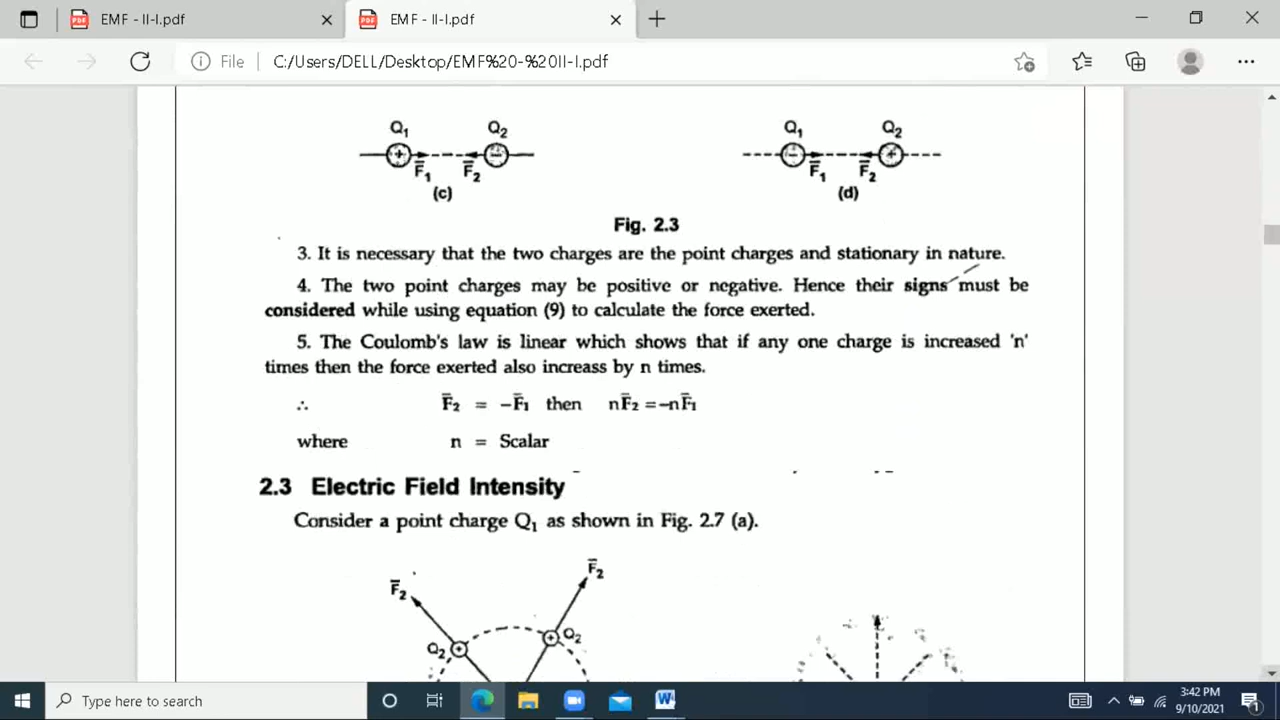 EMF - II-I.pdf
EMF - II-I.pdf
File C:/Users/DELL/Desktop/EMF%20-%20II-I.pdf
Q₁ Q₂ Q₁ Q₂
F̅₁ F̅₂ F̅₁ F̅₂
(c) (d)
Fig. 2.3
3. It is necessary that the two charges are the point charges and stationary in nature.
4. The two point charges may be positive or negative. Hence their signs must be
considered while using equation (9) to calculate the force exerted.
5. The Coulomb's law is linear which shows that if any one charge is increased 'n'
times then the force exerted also increass by n times.
∴ F̅₂ = -F̅₁ then nF̅₂ =-nF̅₁
where n = Scalar
2.3 Electric Field Intensity
Consider a point charge Q₁ as shown in Fig. 2.7 (a).
F̅₂ F̅₂
Q₂ Q₂
Type here to search
3:42 PM
9/10/2021
1